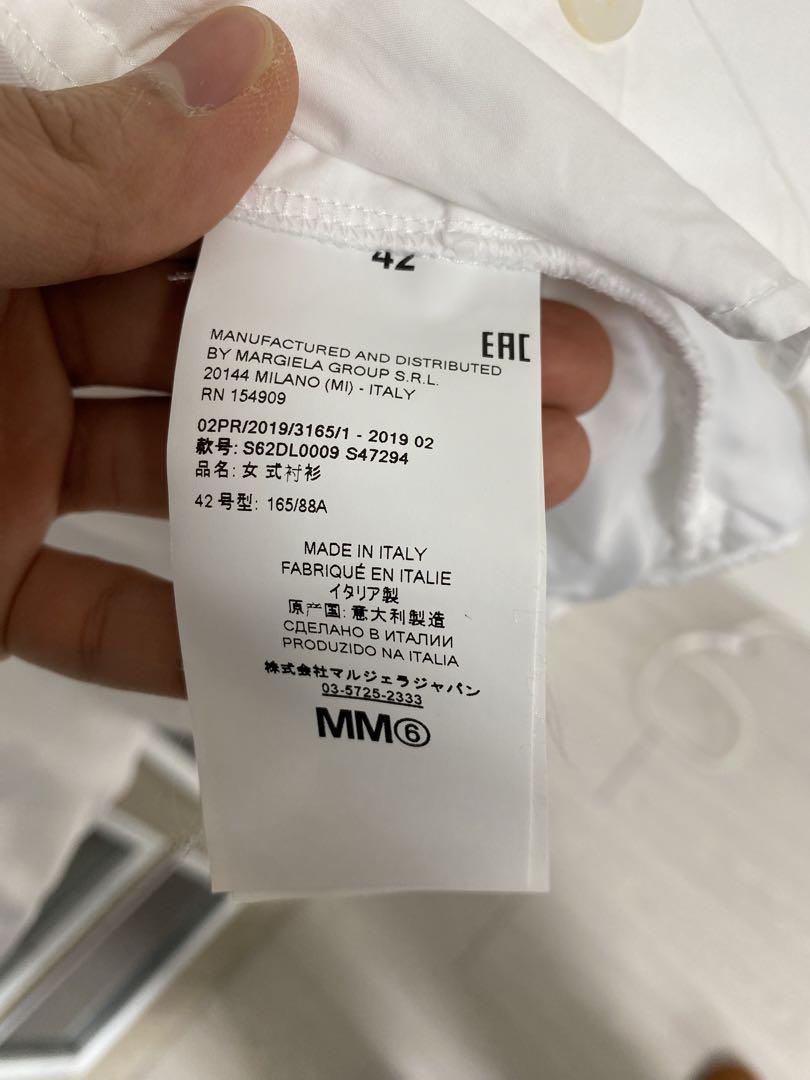 42
EAC
MANUFACTURED AND DISTRIBUTED
BY MARGIELA GROUP S.R.L.
20144 MILANO (MI) - ITALY
RN 154909
02PR/2019/3165/1 - 2019 02
款号: S62DL0009 S47294
品名: 女 式衬衫
42 号型: 165/88A
MADE IN ITALY
FABRIQUÉ EN ITALIE
イタリア製
原产国: 意大利製造
СДЕЛАНО В ИТАЛИИ
PRODUZIDO NA ITALIA
株式会社マルジェラジャパン
03-5725-2333
MM⑥